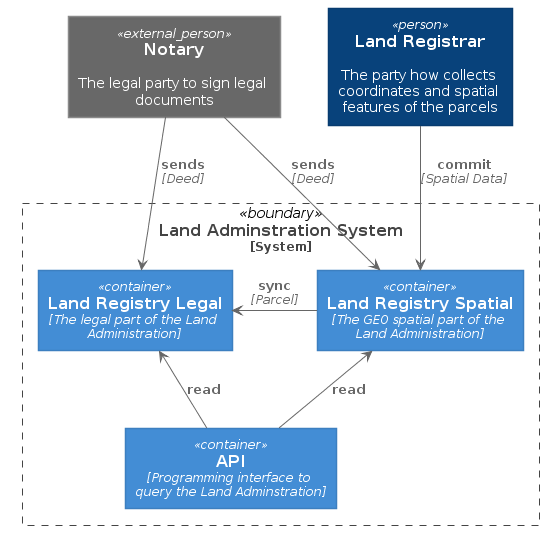 «external_person»
Notary
The legal party to sign legal
documents
«person»
Land Registrar
The party how collects
coordinates and spatial
features of the parcels
sends
[Deed]
sends
[Deed]
commit
[Spatial Data]
«boundary»
Land Adminstration System
[System]
«container»
Land Registry Legal
[The legal part of the Land
Administration]
sync
[Parcel]
«container»
Land Registry Spatial
[The GEO spatial part of the
Land Administration]
read
read
«container»
API
[Programming interface to
query the Land Adminstration]